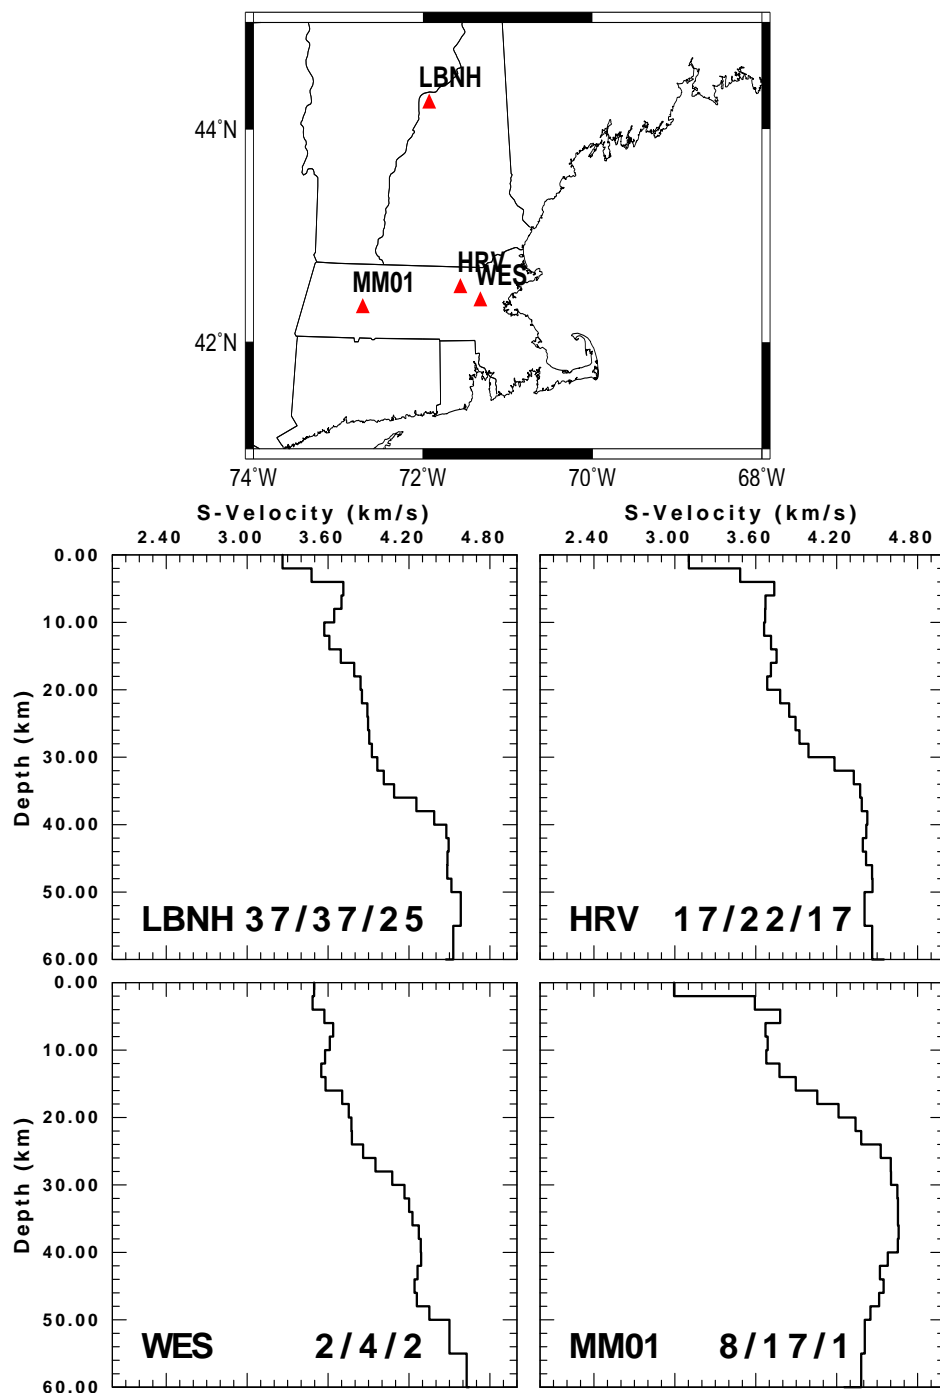 LBNH
44°N
HRV
WES
MM01
42°N
74°W 72°W 70°W 68°W
S-Velocity (km/s) S-Velocity (km/s)
2.40 3.00 3.60 4.20 4.80 2.40 3.00 3.60 4.20 4.80
0.00
10.00
20.00
30.00
40.00
50.00
60.00
Depth (km)
LBNH 37/37/25
HRV 17/22/17
0.00
10.00
20.00
30.00
40.00
50.00
60.00
Depth (km)
WES 2/4/2
MM01 8/17/1